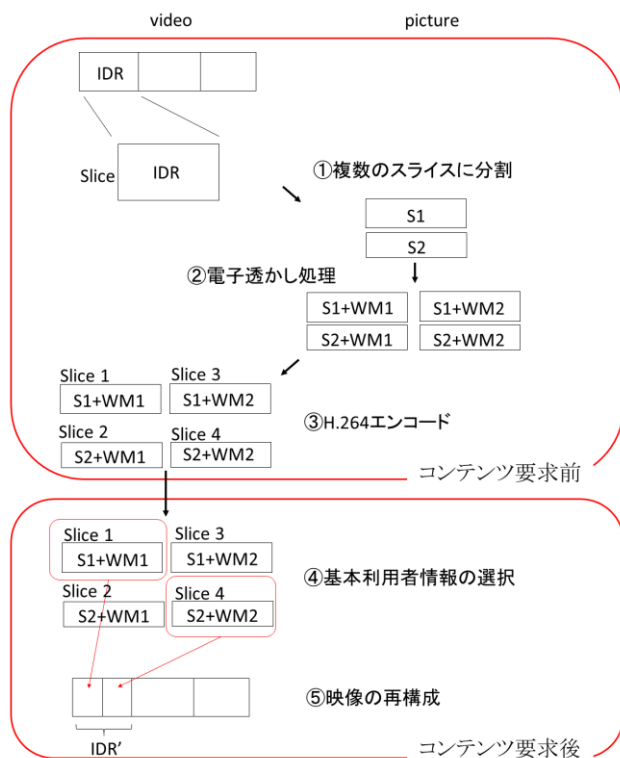 video
picture
IDR
Slice
IDR
①複数のスライスに分割
S1
S2
②電子透かし処理
S1+WM1
S1+WM2
S2+WM1
S2+WM2
Slice 1
Slice 3
S1+WM1
S1+WM2
③H.264エンコード
Slice 2
Slice 4
S2+WM1
S2+WM2
コンテンツ要求前
Slice 1
Slice 3
S1+WM1
S1+WM2
④基本利用者情報の選択
Slice 2
Slice 4
S2+WM1
S2+WM2
⑤映像の再構成
IDR’
コンテンツ要求後